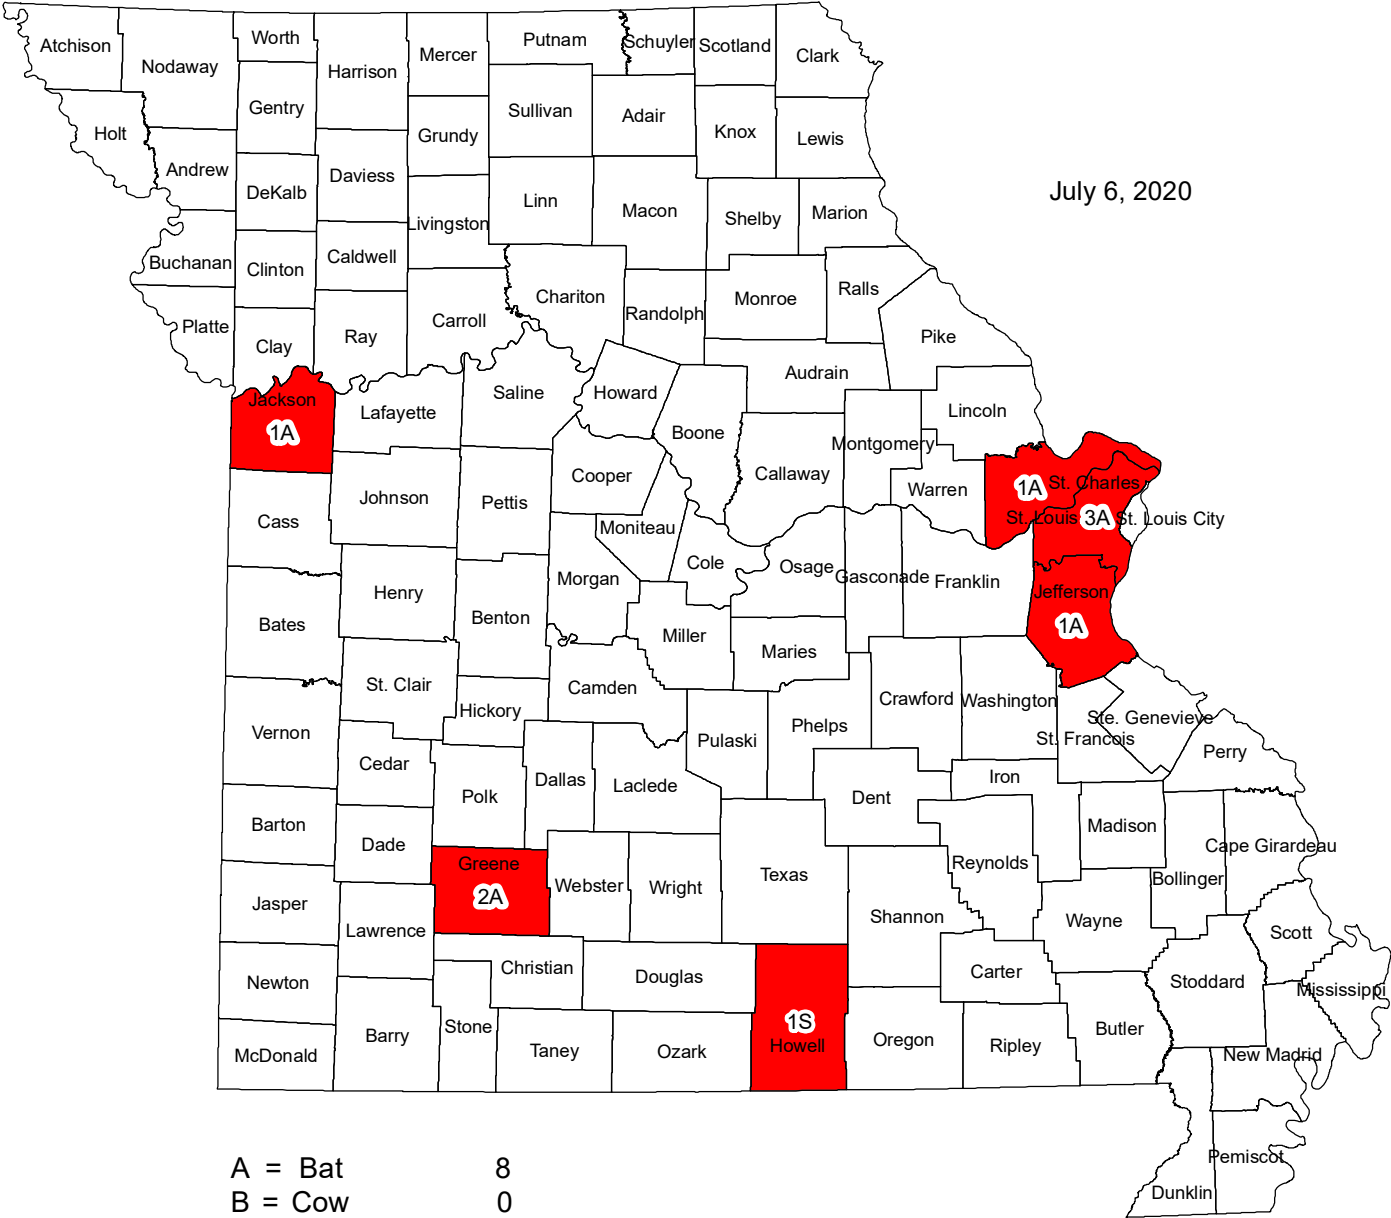 Atchison
Nodaway
Worth
Harrison
Mercer
Putnam
Schuyler
Scotland
Clark
Gentry
Sullivan
Adair
Knox
Lewis
Holt
Grundy
Andrew
DeKalb
Daviess
Linn
Macon
Shelby
Marion
July 6, 2020
Livingston
Buchanan
Clinton
Caldwell
Chariton
Randolph
Monroe
Ralls
Platte
Clay
Ray
Carroll
Pike
Saline
Howard
Audrain
Jackson
1A
Lafayette
Boone
Lincoln
Montgomery
Callaway
Cooper
Warren
1A
St. Charles
Johnson
Pettis
Cass
Moniteau
St. Louis
3A
St. Louis City
Cole
Osage
Gasconade
Franklin
Henry
Morgan
Jefferson
1A
Bates
Benton
Miller
Maries
St. Clair
Camden
Crawford
Washington
Hickory
Vernon
Pulaski
Phelps
Ste. Genevieve
St. Francois
Perry
Cedar
Dallas
Laclede
Iron
Polk
Dent
Barton
Dade
Madison
Cape Girardeau
Greene
2A
Webster
Wright
Texas
Reynolds
Bollinger
Jasper
Lawrence
Shannon
Wayne
Scott
Newton
Christian
Douglas
Carter
Stoddard
Mississippi
1S
Howell
McDonald
Barry
Stone
Taney
Ozark
Oregon
Ripley
Butler
New Madrid
Pemiscot
Dunklin
A = Bat 8
B = Cow 0